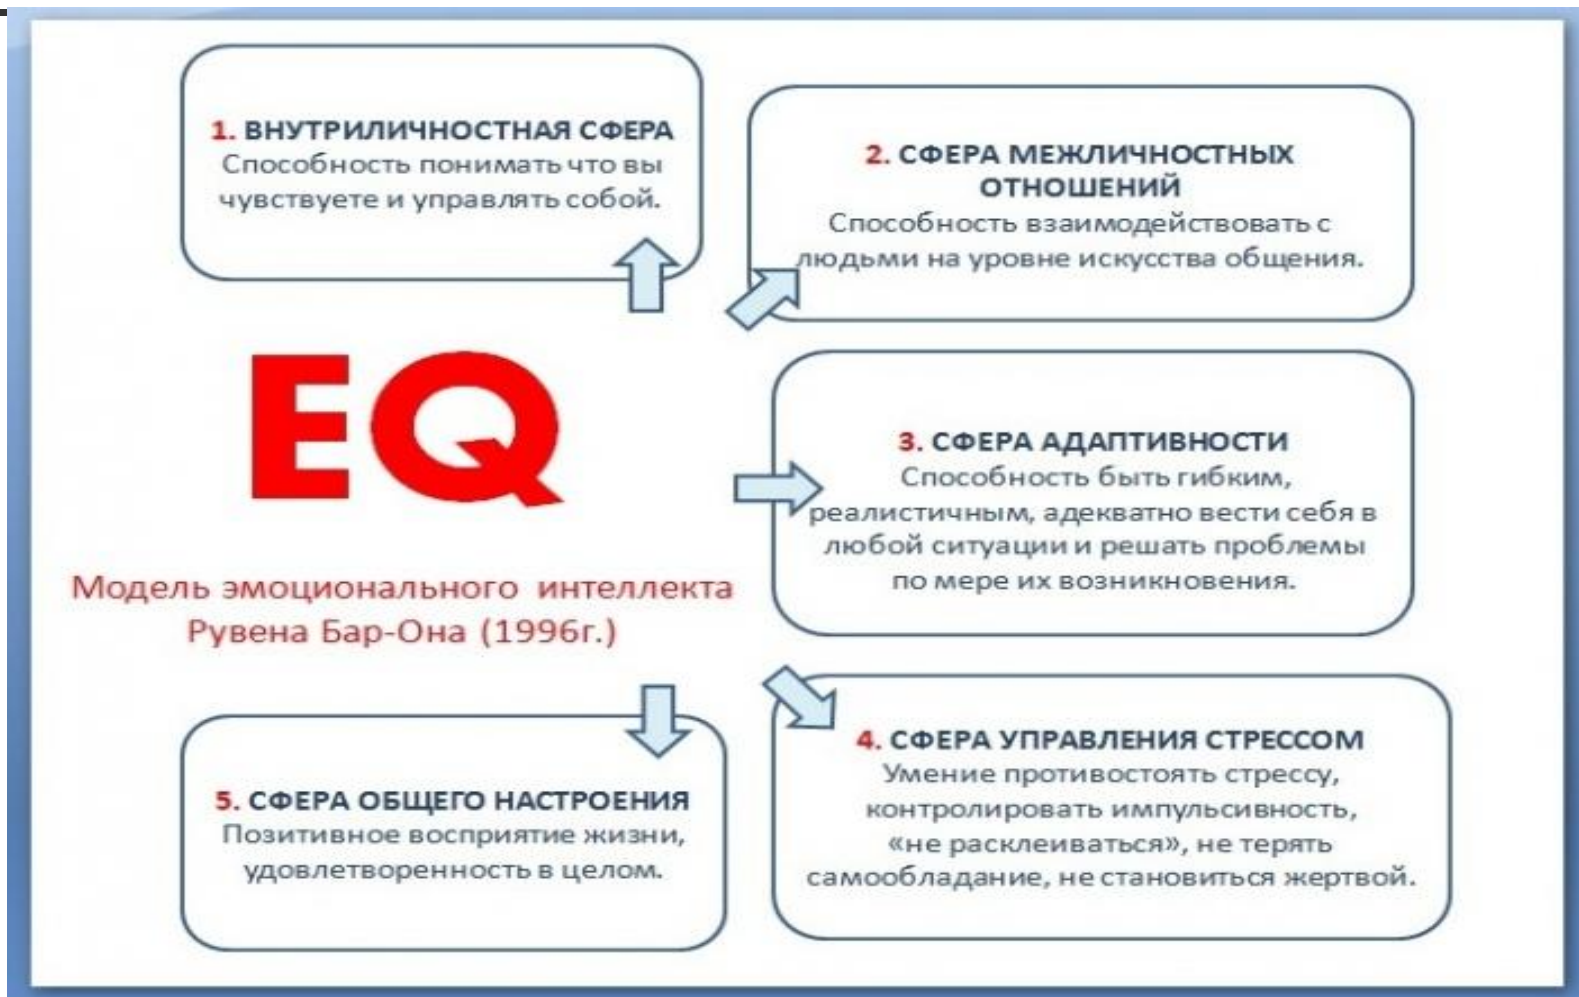 1. ВНУТРИЛИЧНОСТНАЯ СФЕРА
Способность понимать что вы
чувствуете и управлять собой.
2. СФЕРА МЕЖЛИЧНОСТНЫХ
ОТНОШЕНИЙ
Способность взаимодействовать с
людьми на уровне искусства общения.
EQ
Модель эмоционального интеллекта
Рувена Бар-Она (1996г.)
3. СФЕРА АДАПТИВНОСТИ
Способность быть гибким,
реалистичным, адекватно вести себя в
любой ситуации и решать проблемы
по мере их возникновения.
4. СФЕРА УПРАВЛЕНИЯ СТРЕССОМ
Умение противостоять стрессу,
контролировать импульсивность,
«не расклеиваться», не терять
самообладание, не становиться жертвой.
5. СФЕРА ОБЩЕГО НАСТРОЕНИЯ
Позитивное восприятие жизни,
удовлетворенность в целом.